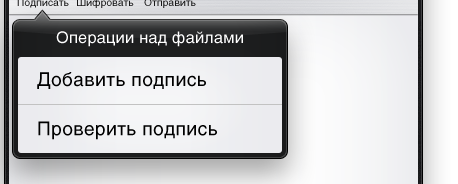 Подписать Шифровать Отправить
Операции над файлами
Добавить подпись
Проверить подпись